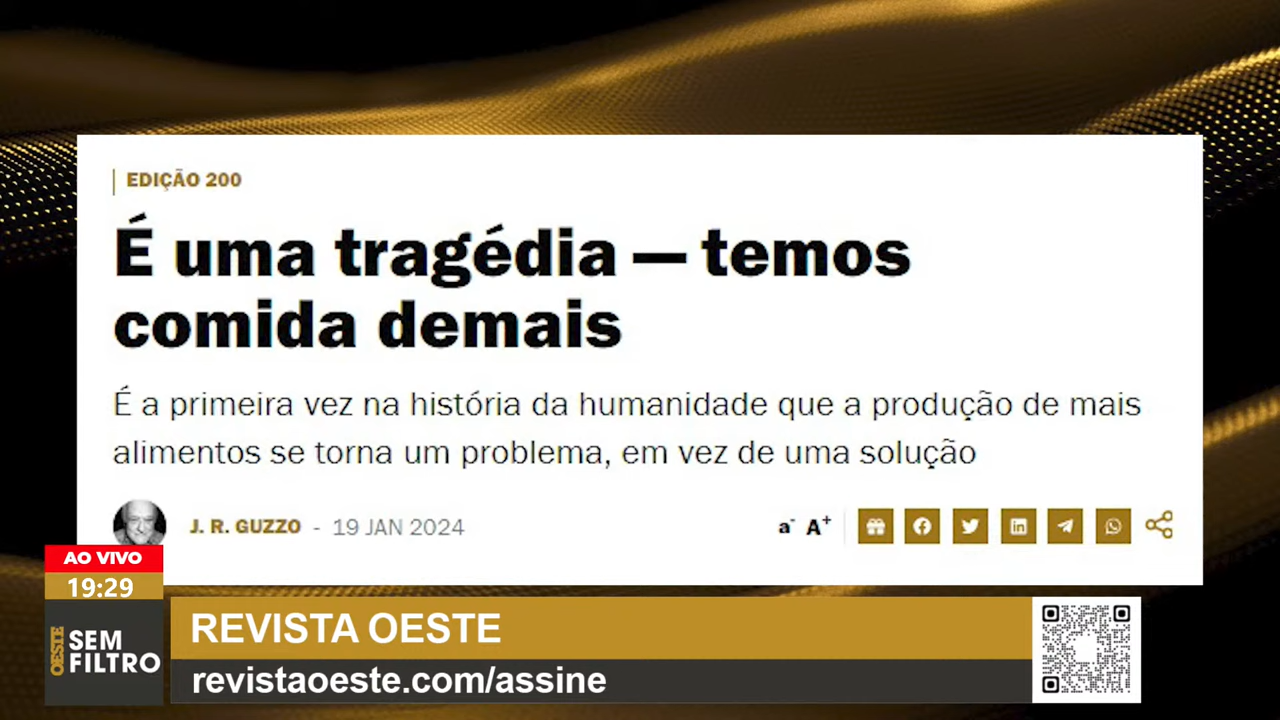 EDIÇÃO 200
É uma tragédia — temos
comida demais
É a primeira vez na história da humanidade que a produção de mais
alimentos se torna um problema, em vez de uma solução
J. R. GUZZO - 19 JAN 2024
a- A+
AO VIVO
19:29
OESTE
SEM
FILTRO
REVISTA OESTE
revistaoeste.com/assine